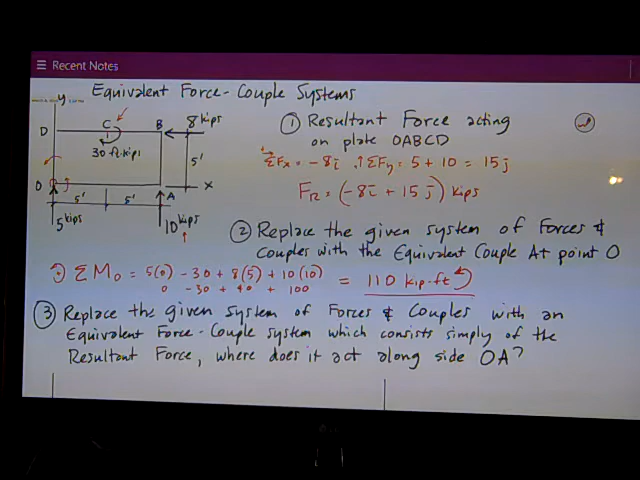 Recent Notes
Equivalent Force-Couple Systems
y
D
C
B
8 kips
30 ft·kips
5'
O
A
x
5'
5'
5 kips
10 kips
① Resultant Force acting
on plate OABCD
ΣFx = -8i, ↑ΣFy = 5 + 10 = 15j
FR = (-8i + 15j) kips
② Replace the given system of Forces &
Couples with the Equivalent Couple At point O
ΣMo = 5(0) - 30 + 8(5) + 10(10) = 110 kip·ft
0 - 30 + 40 + 100
③ Replace the given system of Forces & Couples with an
Equivalent Force-Couple system which consists simply of the
Resultant Force, where does it act along side OA?